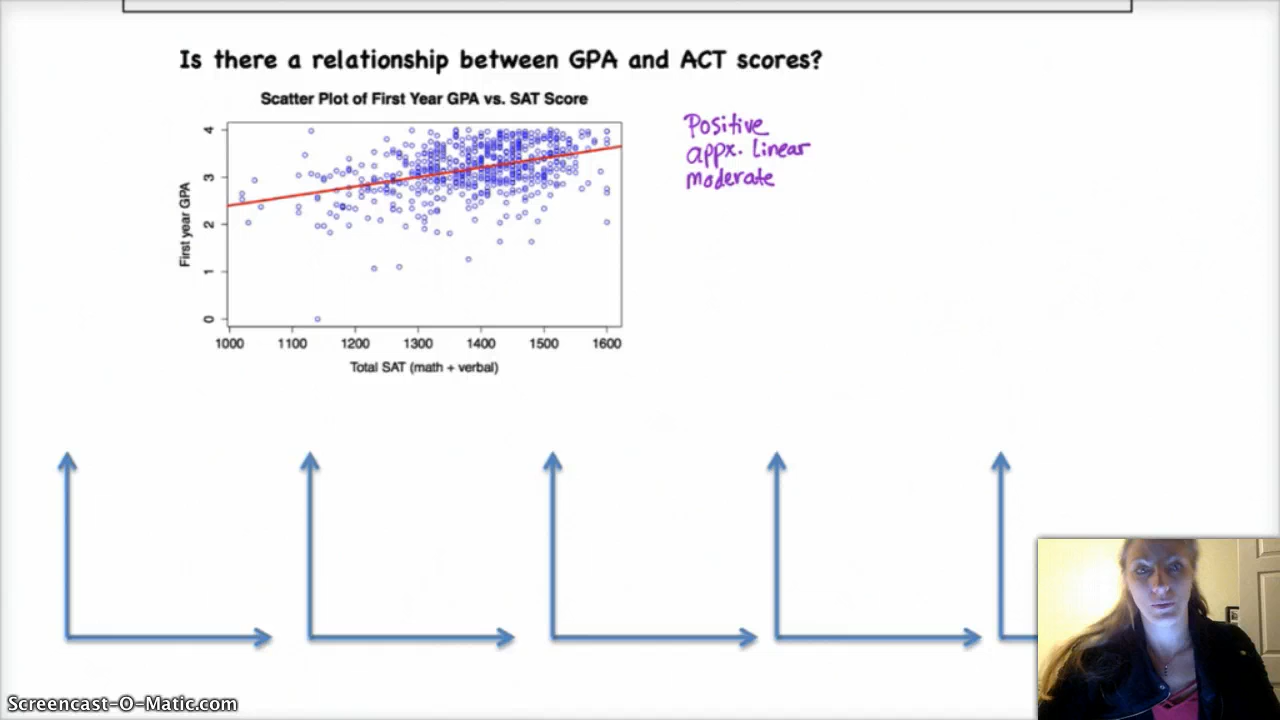 Is there a relationship between GPA and ACT scores?
Scatter Plot of First Year GPA vs. SAT Score
Positive
appx. linear
moderate
4
3
2
1
0
First year GPA
1000 1100 1200 1300 1400 1500 1600
Total SAT (math + verbal)
Screencast-O-Matic.com